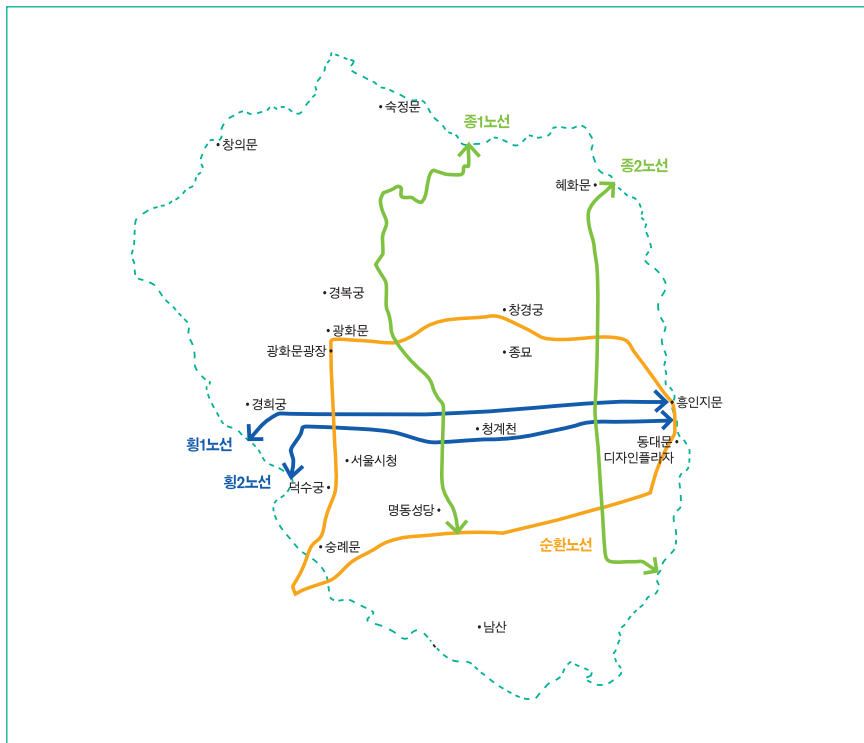 숙정문
종1노선
창의문
종2노선
혜화문
경복궁
창경궁
광화문
광화문광장
종묘
경희궁
흥인지문
횡1노선
청계천
동대문
디자인플라자
서울시청
횡2노선
덕수궁
명동성당
순환노선
숭례문
남산